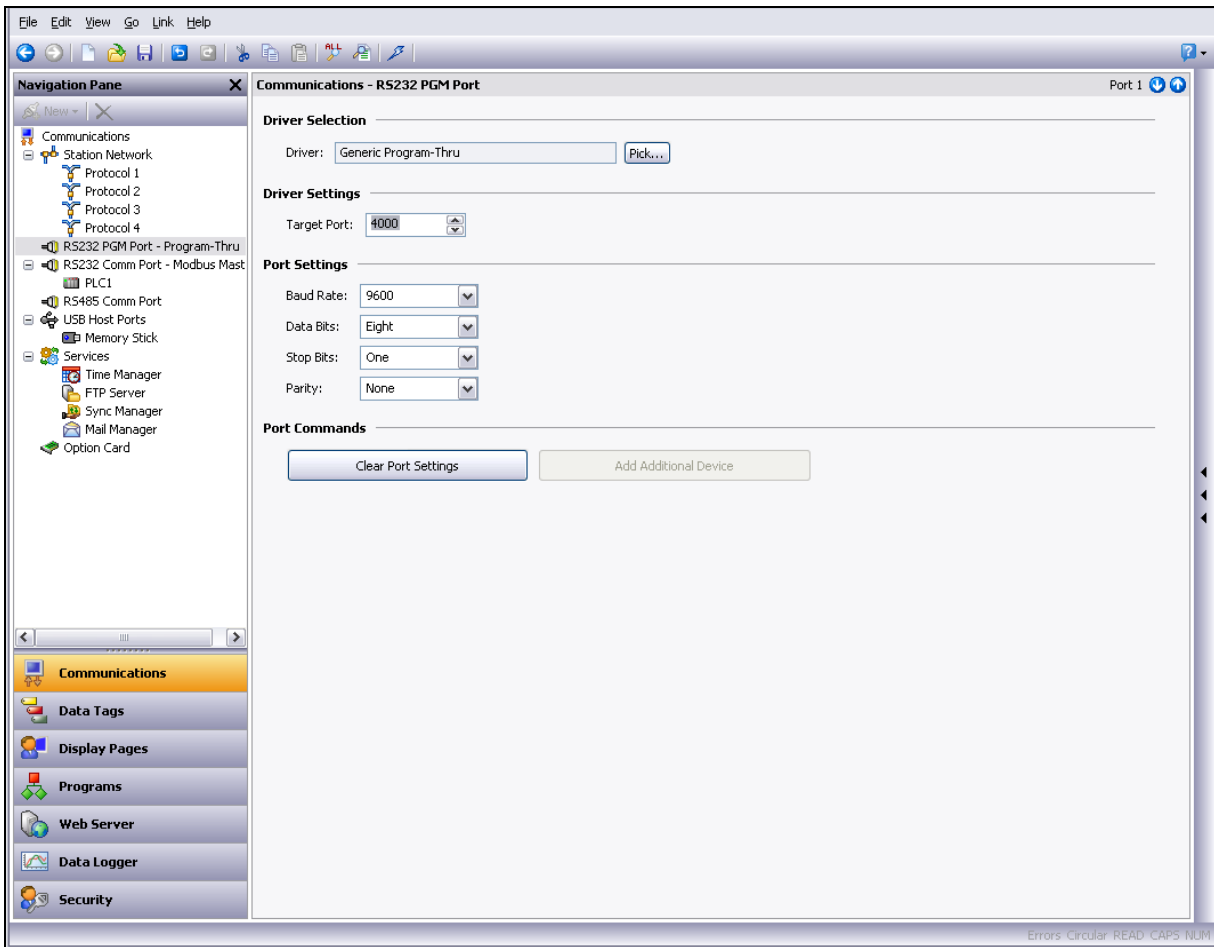 File Edit View Go Link Help
ALL
Navigation Pane
New
Communications
Station Network
Protocol 1
Protocol 2
Protocol 3
Protocol 4
RS232 PGM Port - Program-Thru
RS232 Comm Port - Modbus Mast
PLC1
RS485 Comm Port
USB Host Ports
Memory Stick
Services
Time Manager
FTP Server
Sync Manager
Mail Manager
Option Card
Communications
Data Tags
Display Pages
Programs
Web Server
Data Logger
Security
Communications - RS232 PGM Port
Port 1
Driver Selection
Driver: Generic Program-Thru Pick...
Driver Settings
Target Port: 4000
Port Settings
Baud Rate: 9600
Data Bits: Eight
Stop Bits: One
Parity: None
Port Commands
Clear Port Settings Add Additional Device
Errors Circular READ CAPS NUM